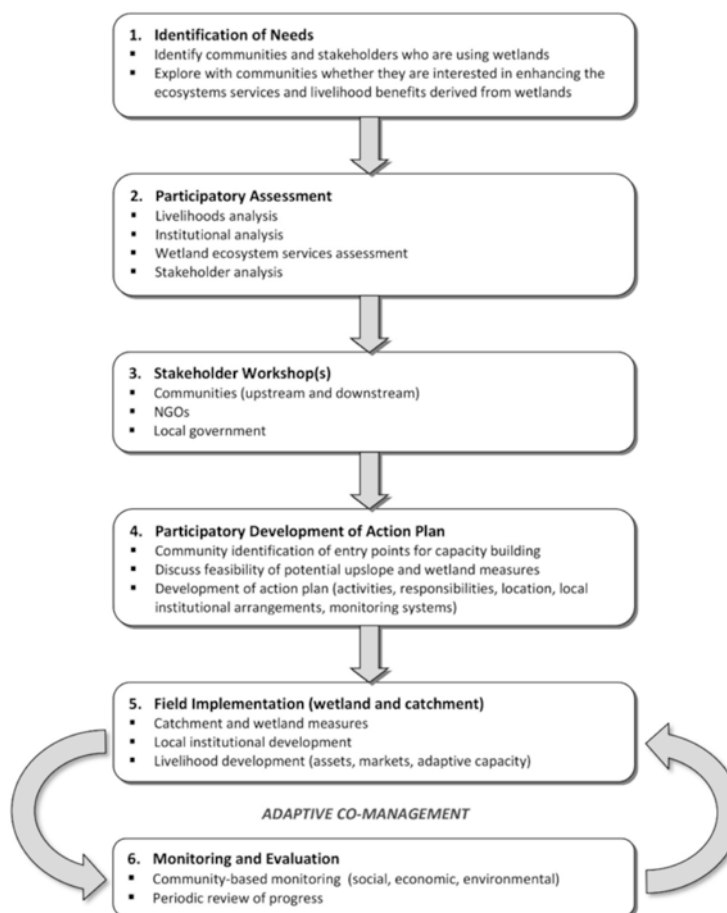 1. Identification of Needs
▪ Identify communities and stakeholders who are using wetlands
▪ Explore with communities whether they are interested in enhancing the
ecosystems services and livelihood benefits derived from wetlands
2. Participatory Assessment
▪ Livelihoods analysis
▪ Institutional analysis
▪ Wetland ecosystem services assessment
▪ Stakeholder analysis
3. Stakeholder Workshop(s)
▪ Communities (upstream and downstream)
▪ NGOs
▪ Local government
4. Participatory Development of Action Plan
▪ Community identification of entry points for capacity building
▪ Discuss feasibility of potential upslope and wetland measures
▪ Development of action plan (activities, responsibilities, location, local
institutional arrangements, monitoring systems)
5. Field Implementation (wetland and catchment)
▪ Catchment and wetland measures
▪ Local institutional development
▪ Livelihood development (assets, markets, adaptive capacity)
ADAPTIVE CO-MANAGEMENT
6. Monitoring and Evaluation
▪ Community-based monitoring (social, economic, environmental)
▪ Periodic review of progress